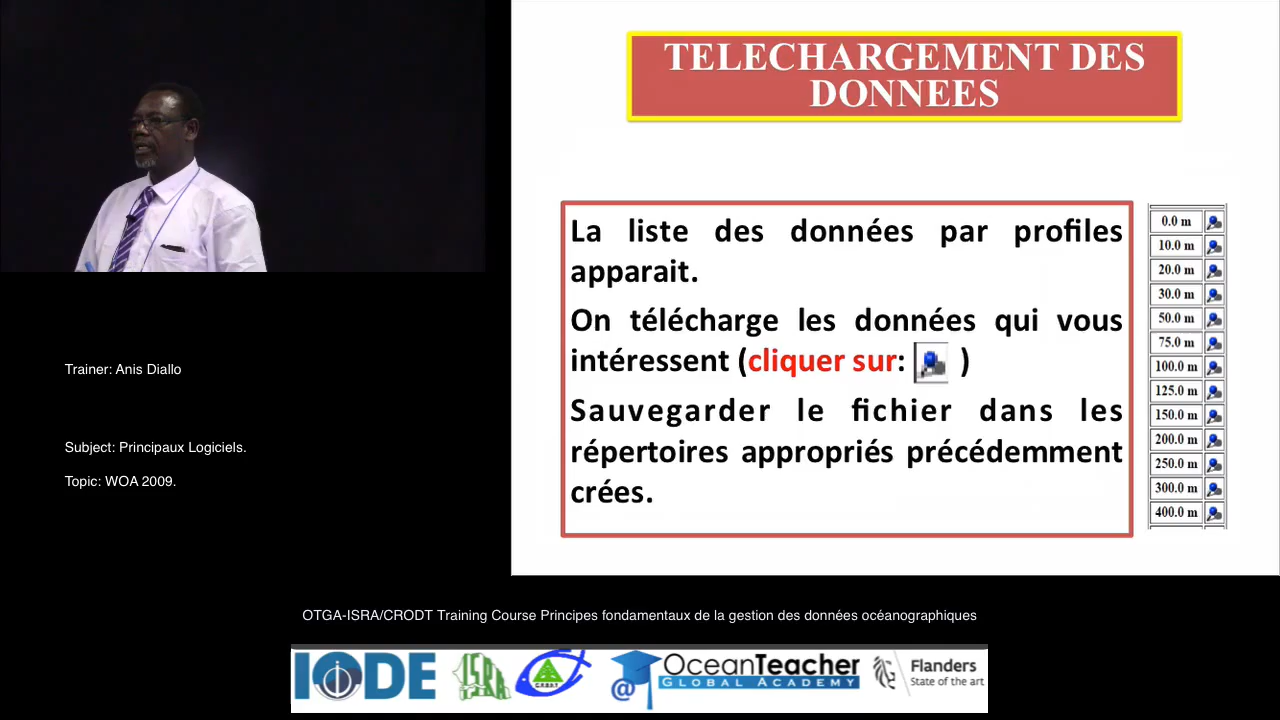 TELECHARGEMENT DES
DONNEES
La liste des données par profiles
apparait.
On télécharge les données qui vous
intéressent (cliquer sur: )
Sauvegarder le fichier dans les
répertoires appropriés précédemment
crées.
0.0 m
10.0 m
20.0 m
30.0 m
50.0 m
75.0 m
100.0 m
125.0 m
150.0 m
200.0 m
250.0 m
300.0 m
400.0 m
Trainer: Anis Diallo
Subject: Principaux Logiciels.
Topic: WOA 2009.
OTGA-ISRA/CRODT Training Course Principes fondamentaux de la gestion des données océanographiques
IODE
ISRA
OceanTeacher
GLOBAL ACADEMY
Flanders
State of the art